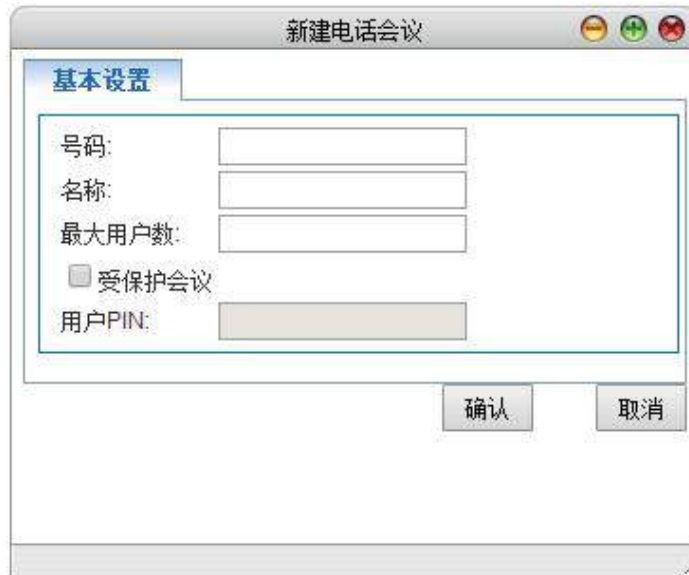 新建电话会议
基本设置
号码:
名称:
最大用户数:
受保护会议
用户PIN:
确认
取消